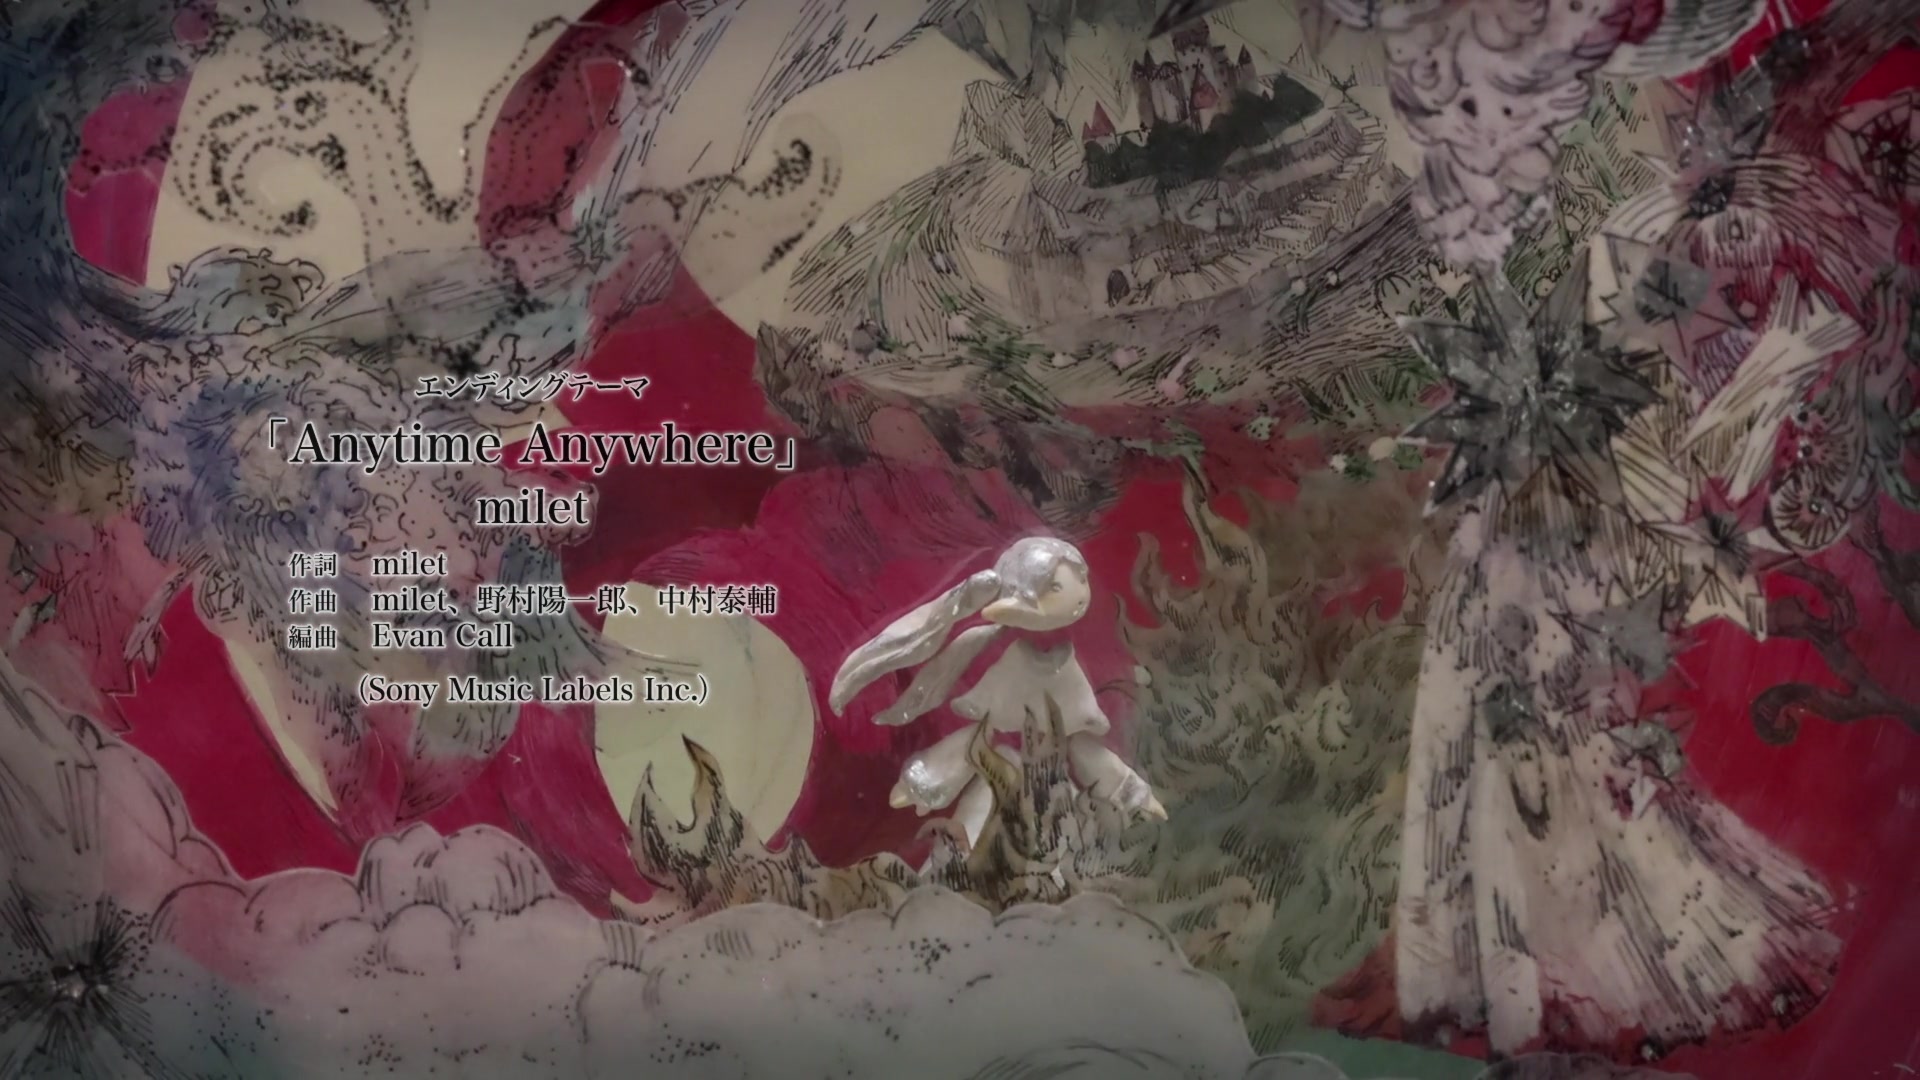 エンディングテーマ
「Anytime Anywhere」
milet
作詞 milet
作曲 milet、野村陽一郎、中村泰輔
編曲 Evan Call
(Sony Music Labels Inc.)